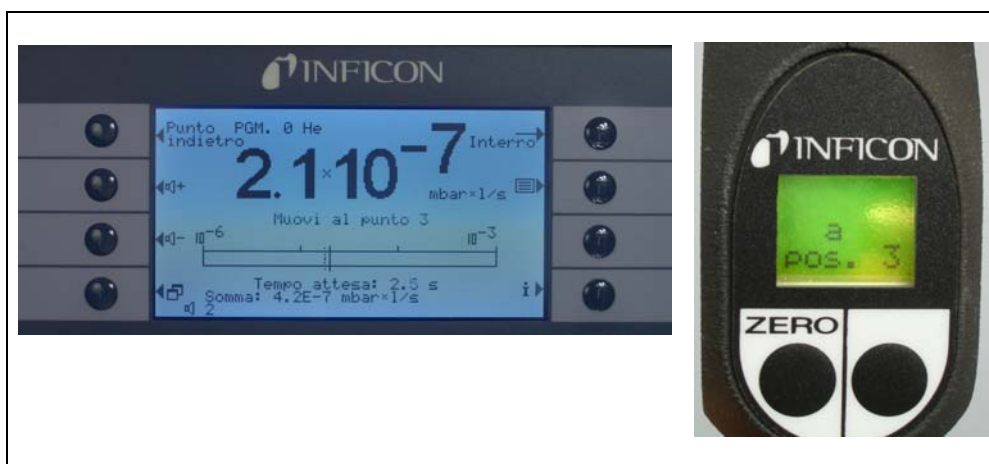 INFICON
Punto PGM. 0 He
indietro
2.1×10⁻⁷
Interro
+
mbar×l/s
Muovi al punto 3
- 10⁻⁶
10⁻³
Tempo attesa: 2.5 s
Somma: 4.2E-7 mbar×l/s
i
2
INFICON
a
pos. 3
ZERO